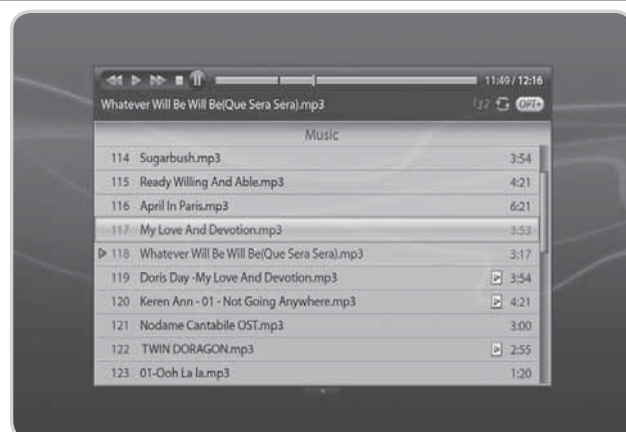 11:49 / 12:16
Whatever Will Be Will Be(Que Sera Sera).mp3
OPT+
Music
114 Sugarbush.mp3 3:54
115 Ready Willing And Able.mp3 4:21
116 April In Paris.mp3 6:21
117 My Love And Devotion.mp3 3:53
118 Whatever Will Be Will Be(Que Sera Sera).mp3 3:17
119 Doris Day -My Love And Devotion.mp3 3:54
120 Keren Ann - 01 - Not Going Anywhere.mp3 4:21
121 Nodame Cantabile OST.mp3 3:00
122 TWIN DORAGON.mp3 2:55
123 01-Ooh La la.mp3 1:20